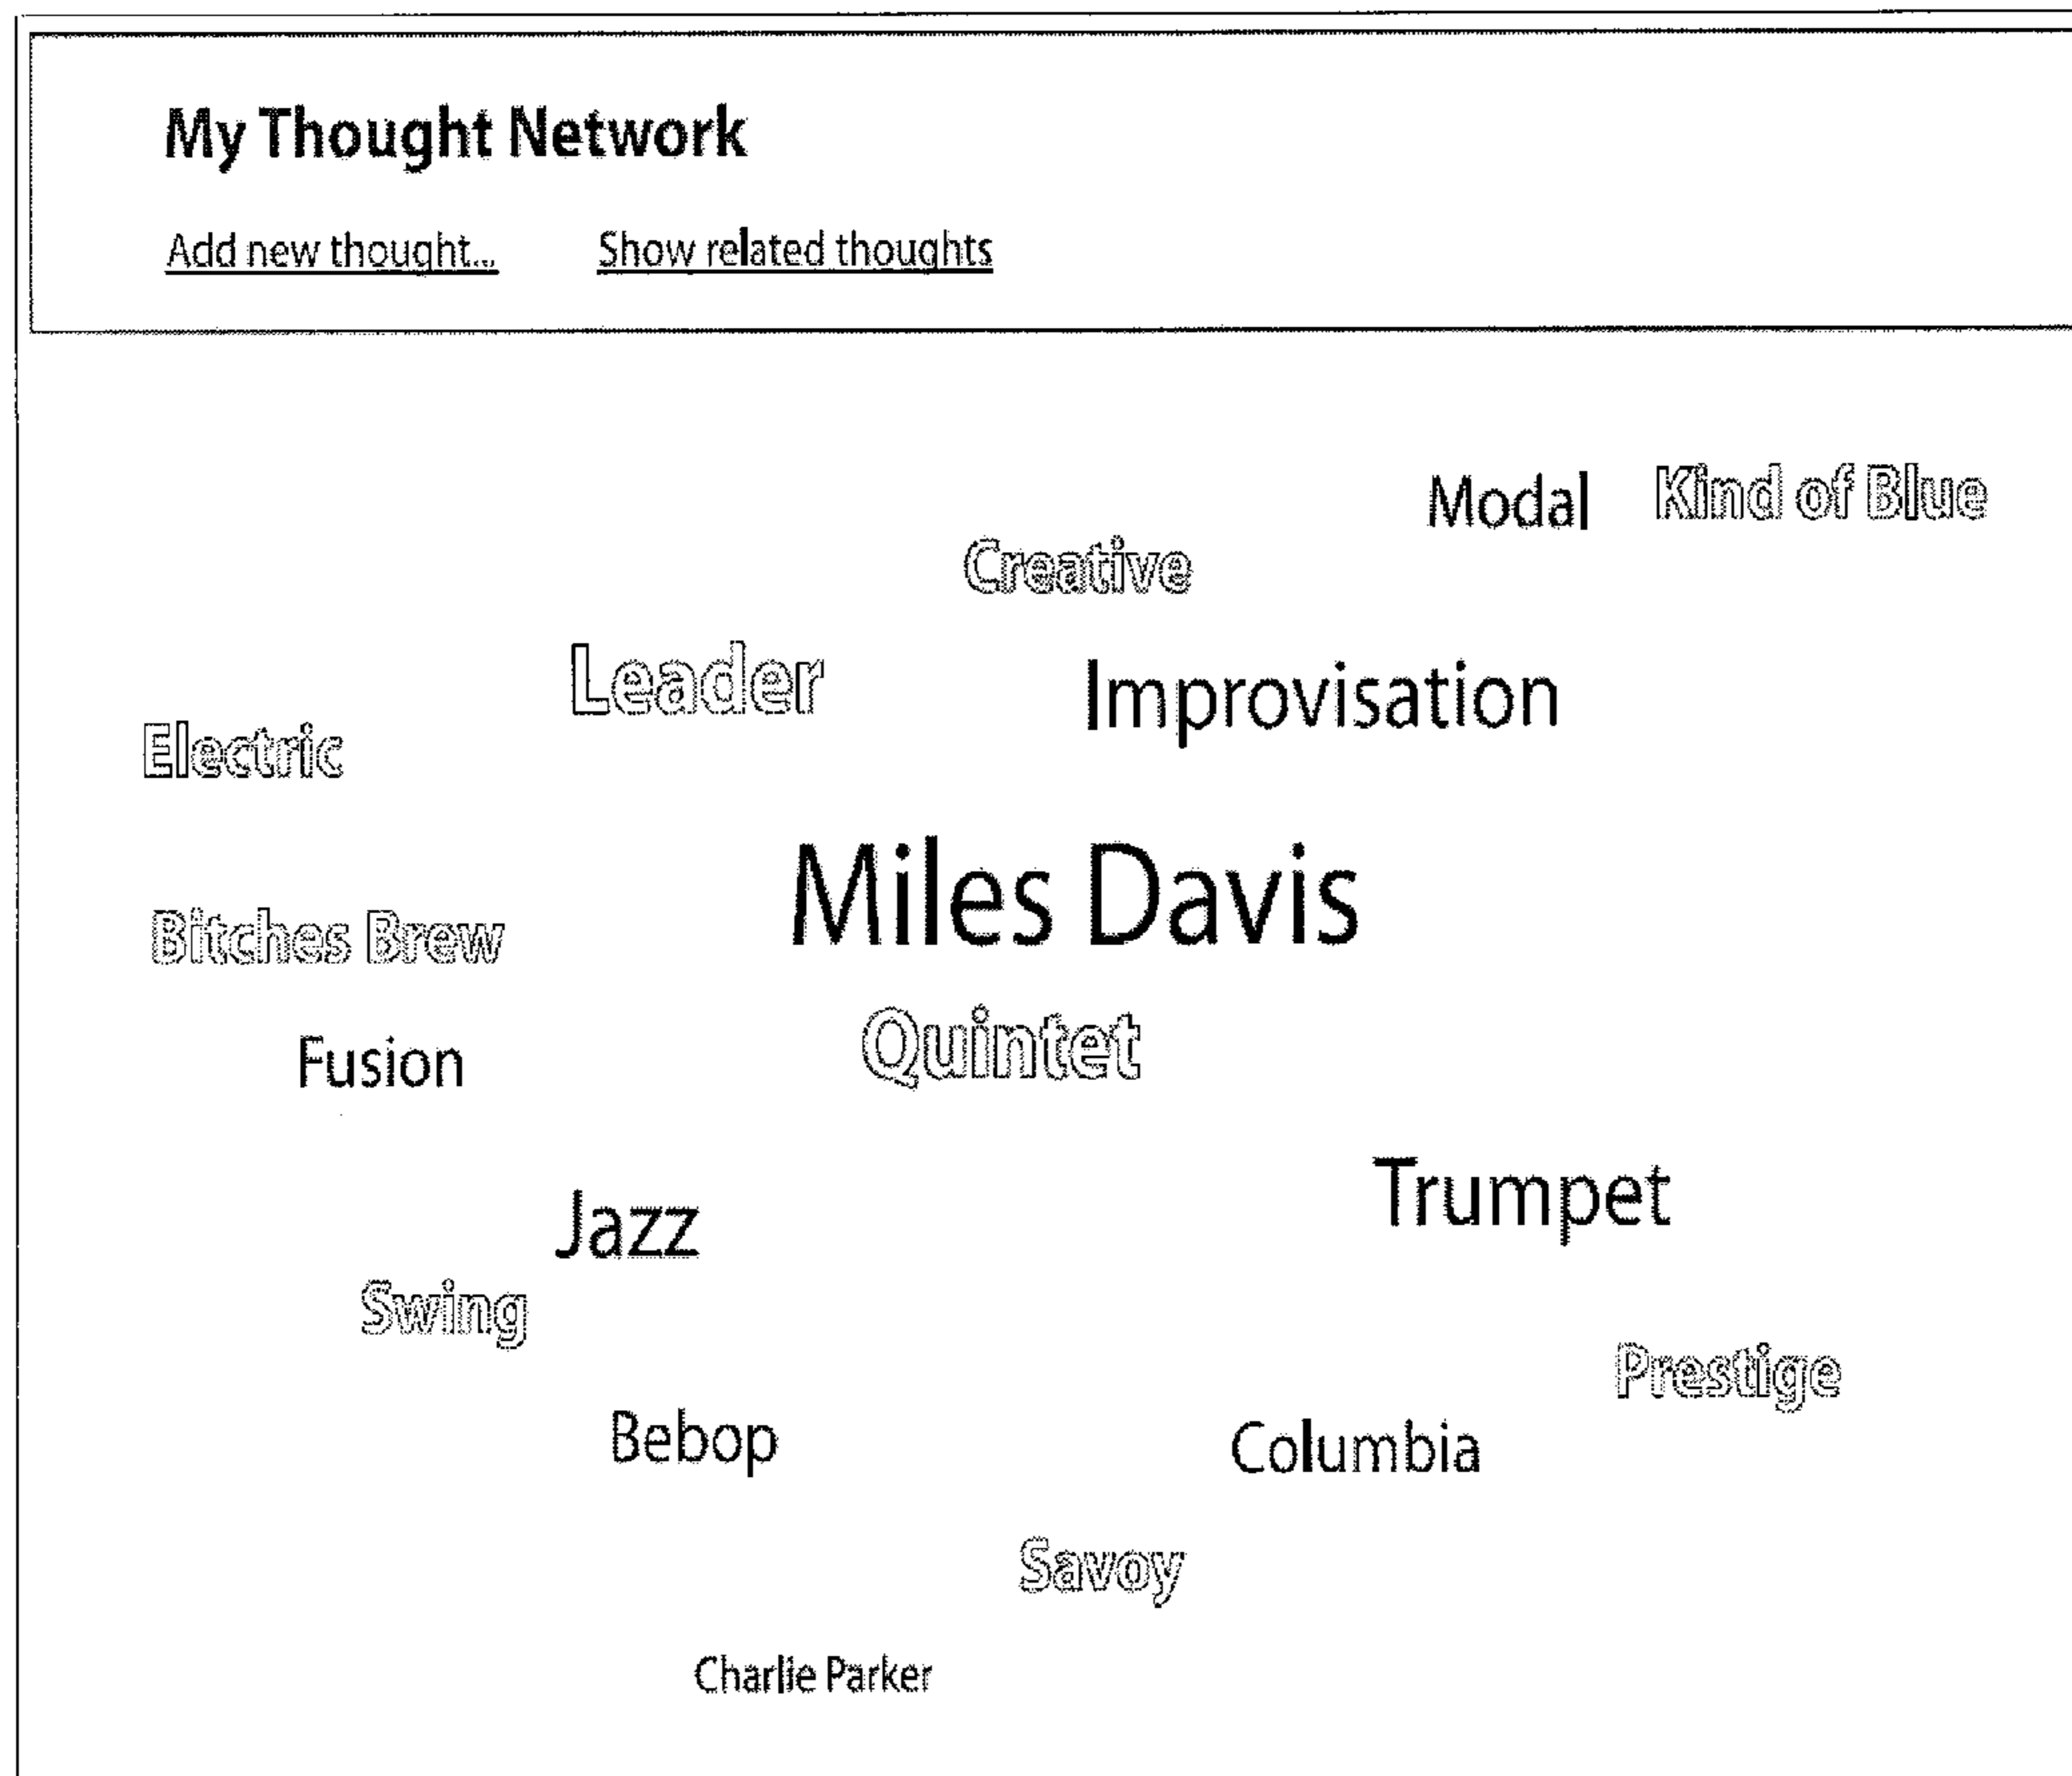 My Thought Network
Add new thought... Show related thoughts
Modal Kind of Blue
Creative
Leader Improvisation
Electric
Miles Davis
Bitches Brew
Quintet
Fusion
Trumpet
Jazz
Swing
Prestige
Bebop Columbia
Savoy
Charlie Parker